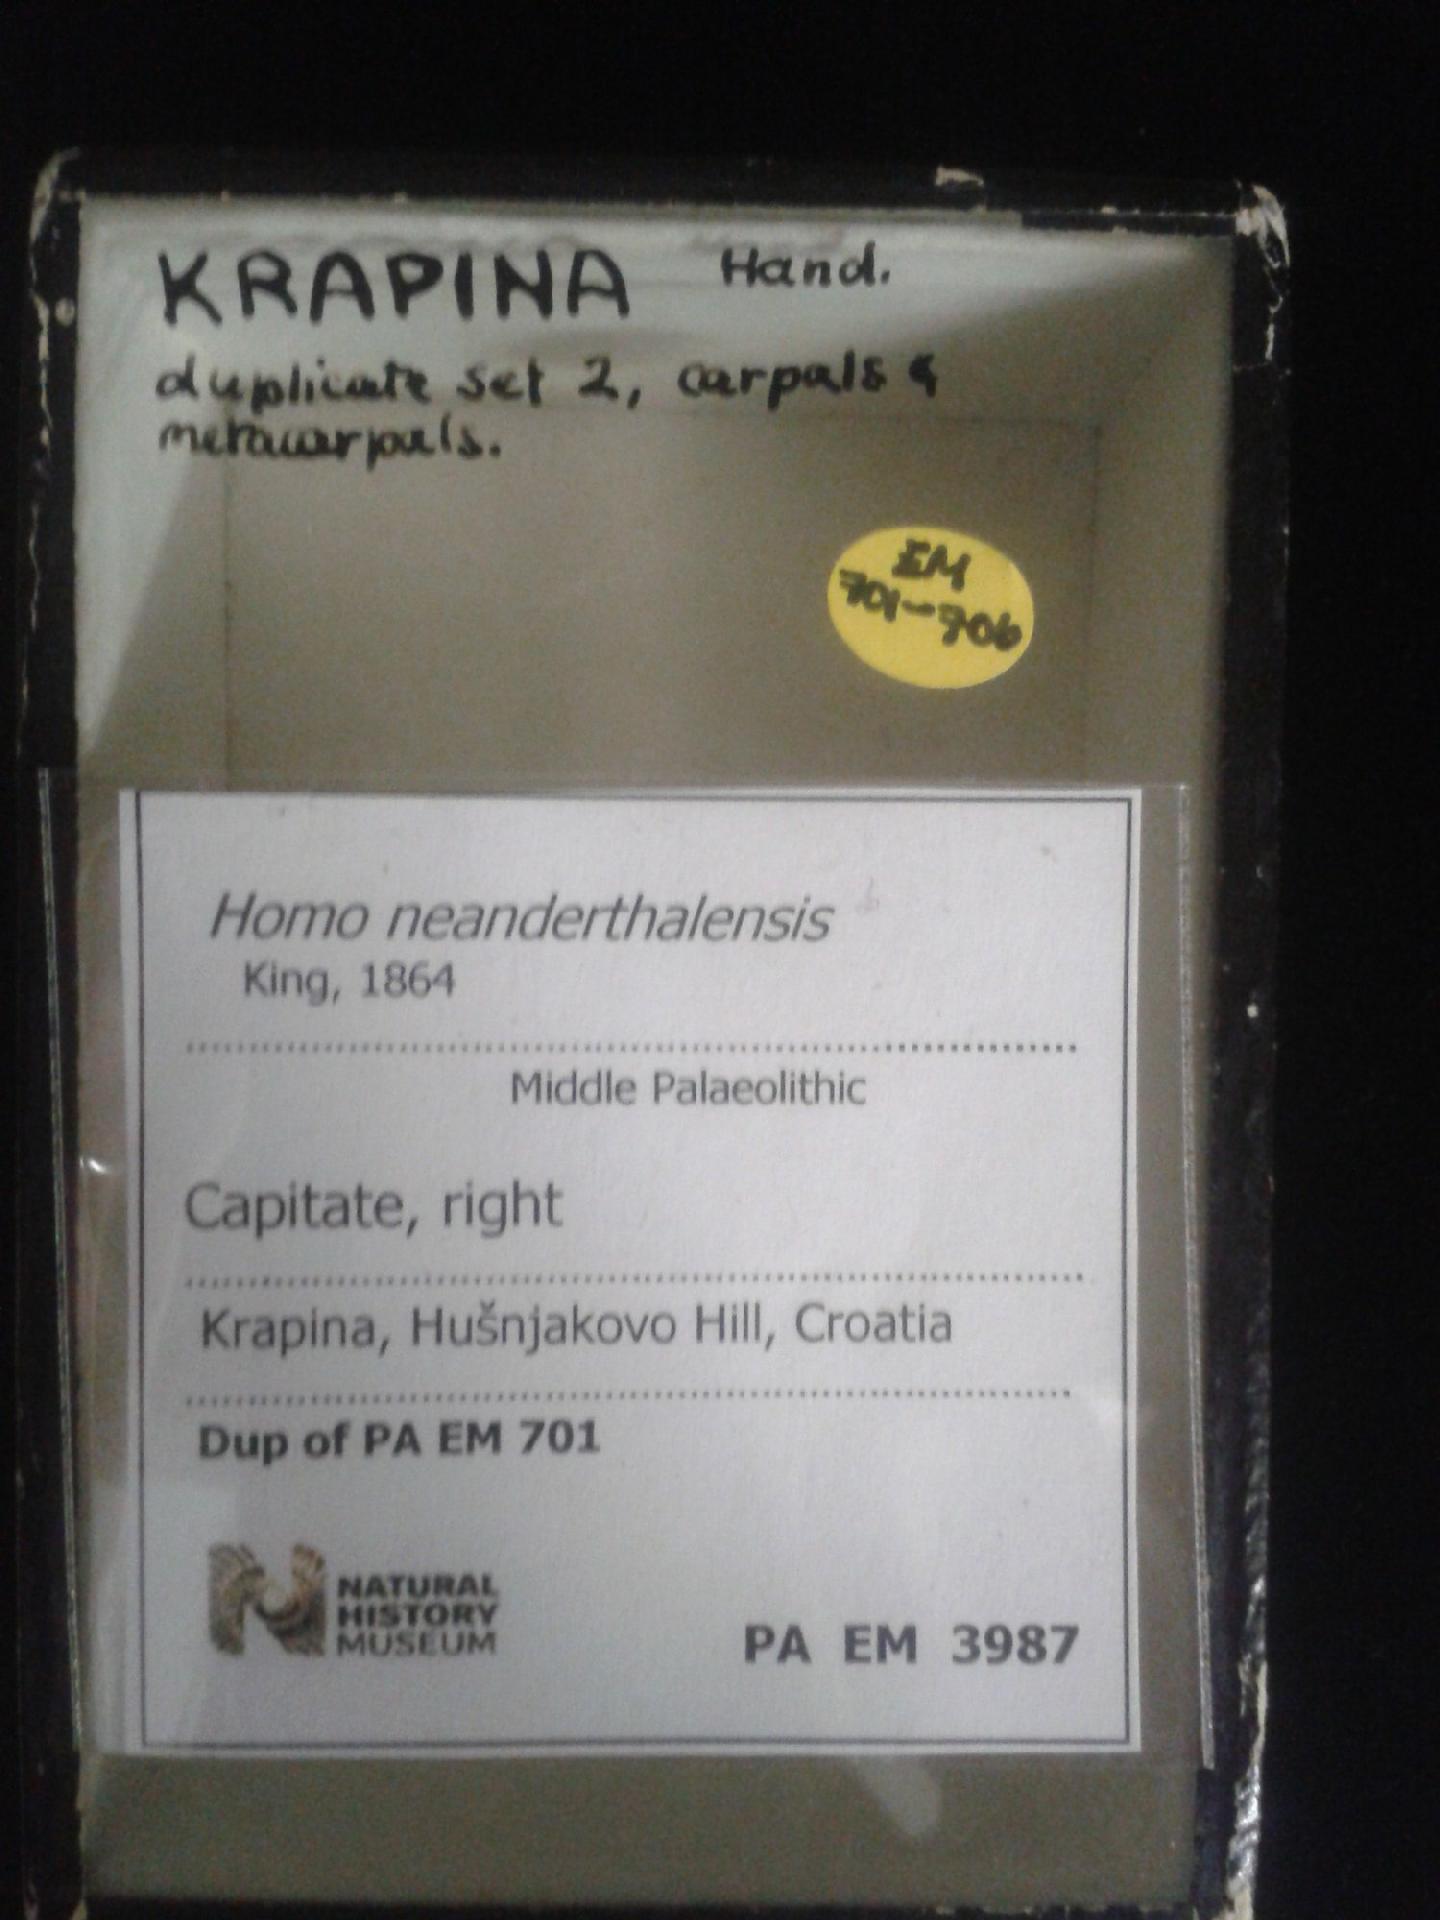 KRAPINA Hand.
duplicate set 2, carpals &
metacarpals.
EM
701-706
Homo neanderthalensis
King, 1864
Middle Palaeolithic
Capitate, right
Krapina, Hušnjakovo Hill, Croatia
Dup of PA EM 701
NATURAL
HISTORY
MUSEUM
PA EM 3987